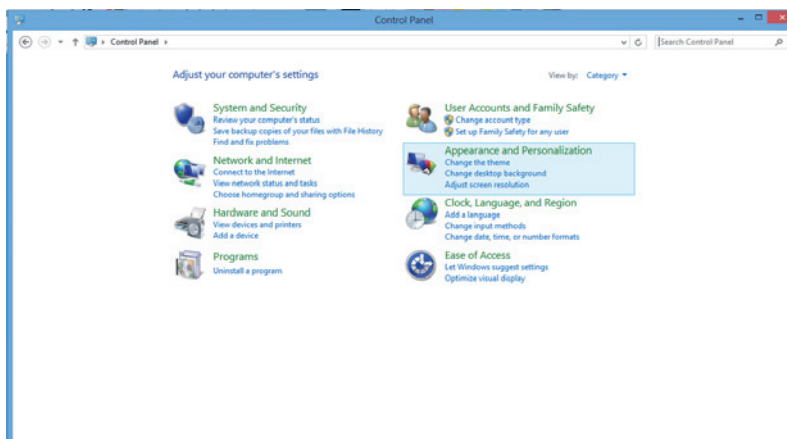 Control Panel
Control Panel
Search Control Panel
Adjust your computer's settings
View by: Category
System and Security
Review your computer's status
Save backup copies of your files with File History
Find and fix problems
Network and Internet
Connect to the Internet
View network status and tasks
Choose homegroup and sharing options
Hardware and Sound
View devices and printers
Add a device
Programs
Uninstall a program
User Accounts and Family Safety
Change account type
Set up Family Safety for any user
Appearance and Personalization
Change the theme
Change desktop background
Adjust screen resolution
Clock, Language, and Region
Add a language
Change input methods
Change date, time, or number formats
Ease of Access
Let Windows suggest settings
Optimize visual display